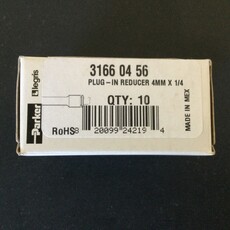 3166 04 56
PLUG-IN REDUCER 4MM X 1/4
QTY: 10
RoHS
8 20099 24219 4
MADE IN MEX
Parker
legris